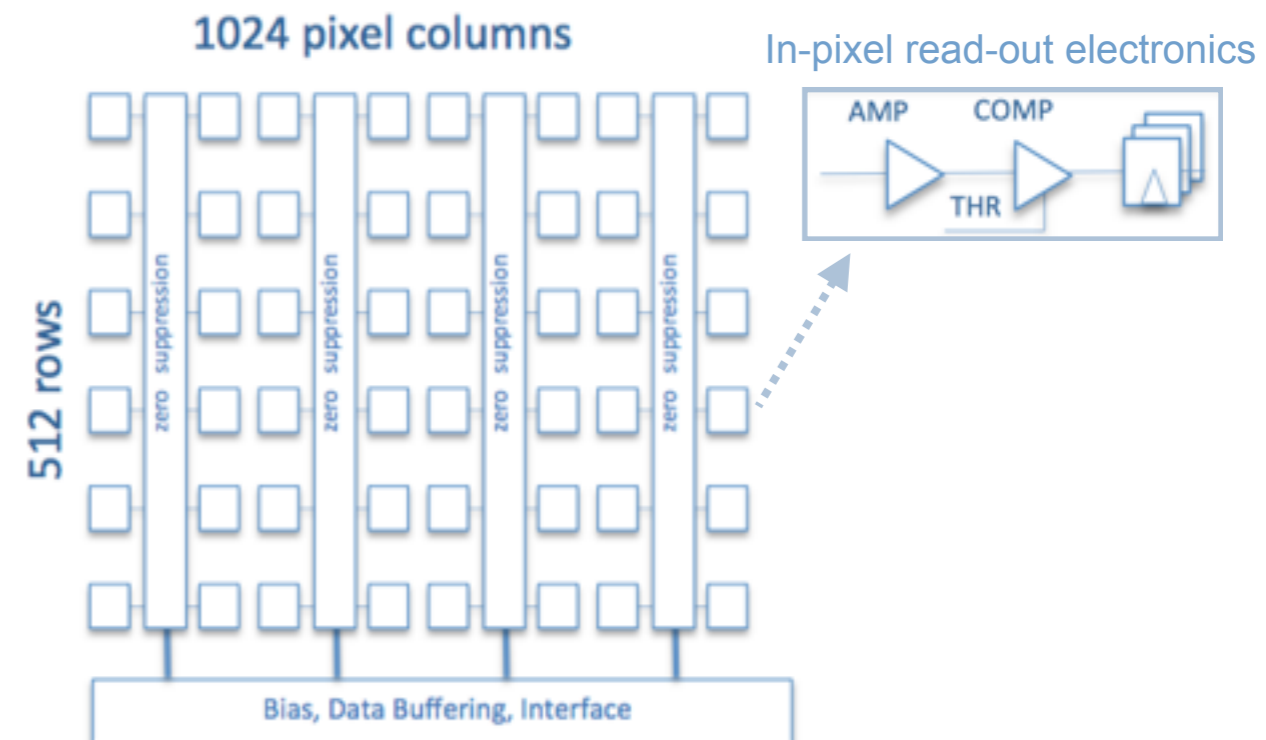 1024 pixel columns
In-pixel read-out electronics
AMP
COMP
THR
512 rows
zero suppression
zero suppression
zero suppression
zero suppression
Bias, Data Buffering, Interface